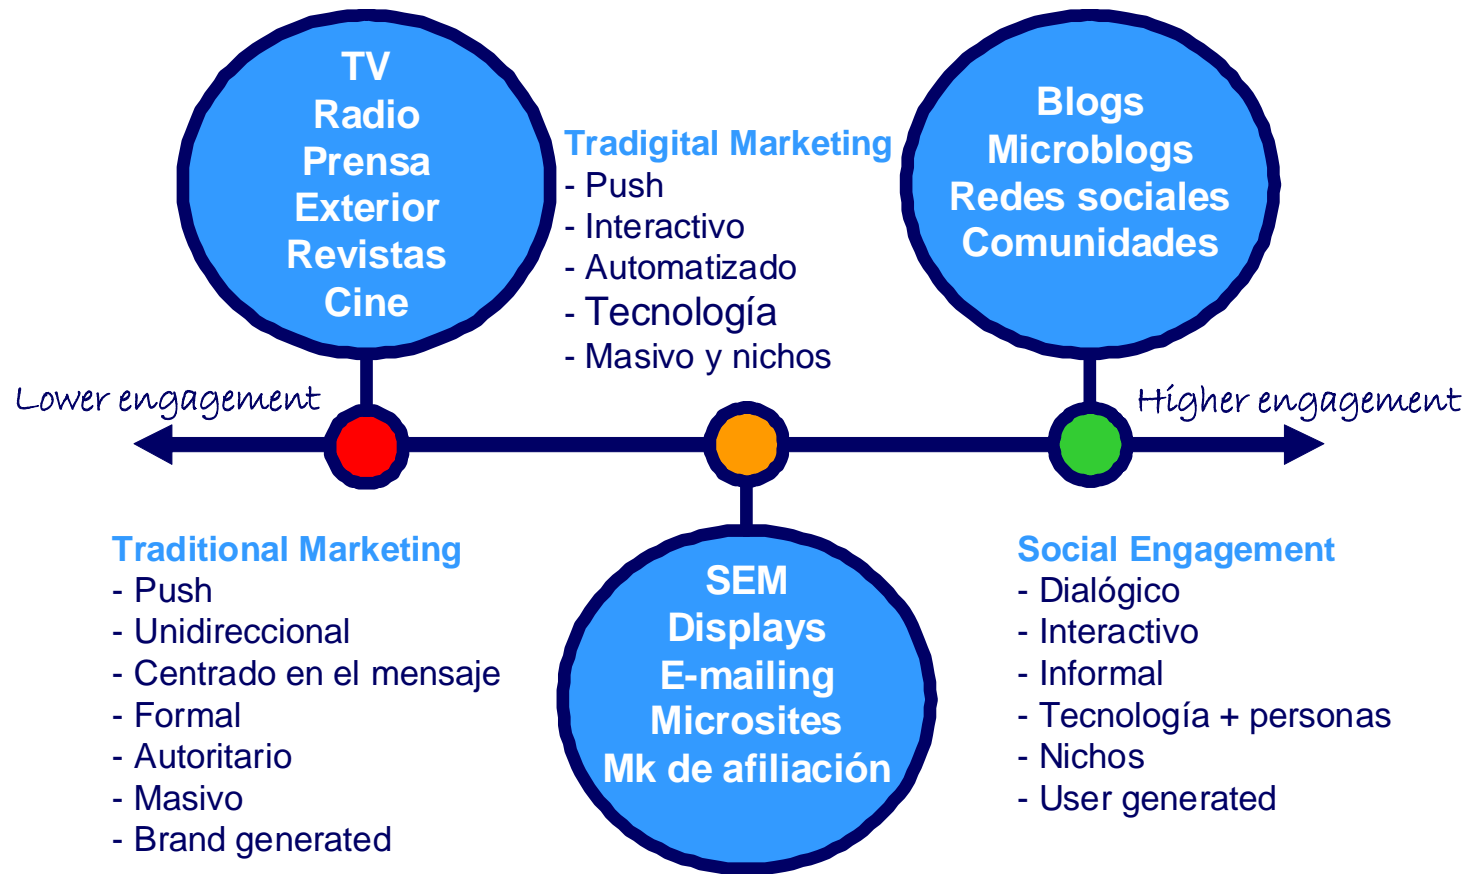 TV
Radio
Prensa
Exterior
Revistas
Cine
Tradigital Marketing
- Push
- Interactivo
- Automatizado
- Tecnología
- Masivo y nichos
Blogs
Microblogs
Redes sociales
Comunidades
Lower engagement
Higher engagement
Traditional Marketing
- Push
- Unidireccional
- Centrado en el mensaje
- Formal
- Autoritario
- Masivo
- Brand generated
SEM
Displays
E-mailing
Microsites
Mk de afiliación
Social Engagement
- Dialógico
- Interactivo
- Informal
- Tecnología + personas
- Nichos
- User generated